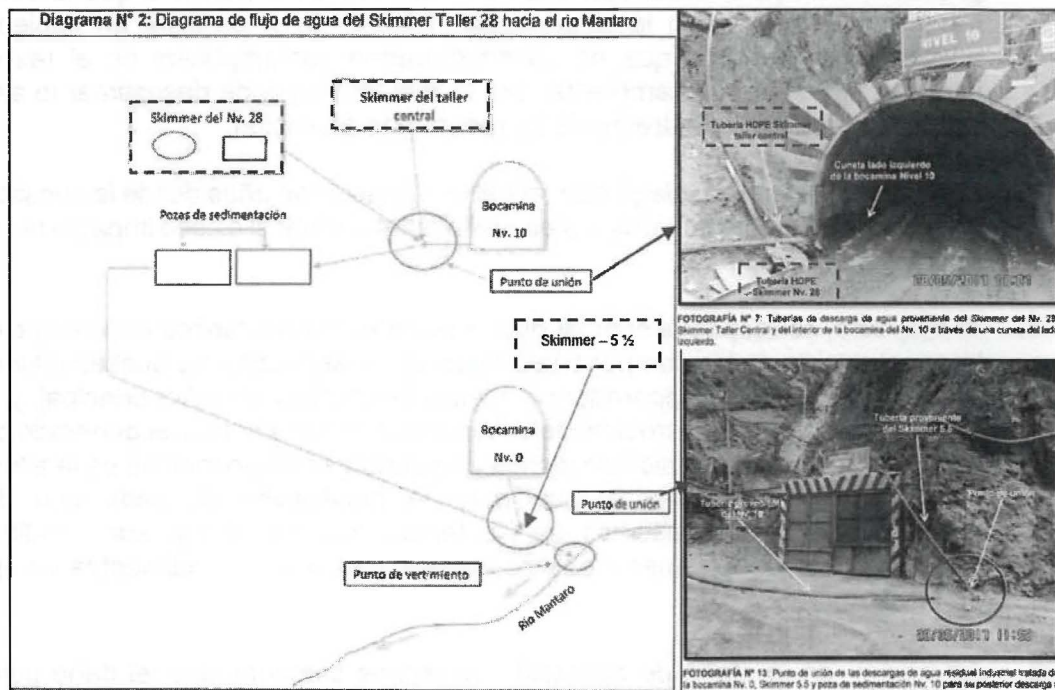 Diagrama N° 2: Diagrama de flujo de agua del Skimmer Taller 28 hacia el rio Mantaro
Skimmer del Nv. 28
Skimmer del taller
central
Pozas de sedimentación
Bocamina
Nv. 10
Punto de unión
Skimmer – 5 ½
Bocamina
Nv. 0
Punto de unión
Punto de vertimiento
Río Mantaro
NIVEL 10
Tubería HDPE Skimmer
taller central
Cuneta lado izquierdo
de la bocamina Nivel 10
Tubería HDPE
Skimmer Nv. 28
FOTOGRAFÍA N° 7: Tuberías de descarga de agua proveniente del Skimmer del Nv. 28,
Skimmer Taller Central y del interior de la bocamina del Nv. 10 a través de una cuneta del lado
izquierdo.
Tubería proveniente
del Skimmer 5.5
Punto de unión
FOTOGRAFÍA N° 13: Punto de unión de las descargas de agua residual industrial tratada de
la bocamina Nv. 0, Skimmer 5.5 y poza de sedimentación Nv. 10 para su posterior descarga